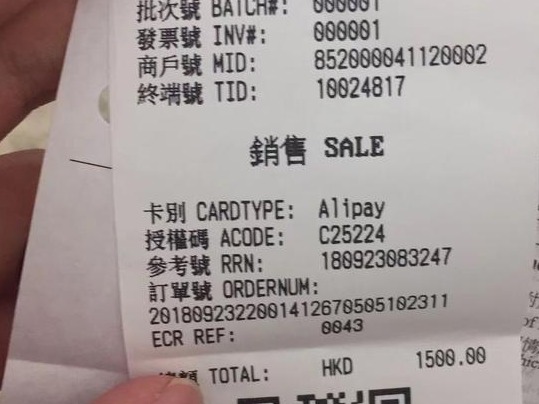 批次號 BATCH#: 000001
發票號 INV#: 000001
商戶號 MID: 852000041120002
終端號 TID: 10024817
銷售 SALE
卡別 CARDTYPE: Alipay
授權碼 ACODE: C25224
參考號 RRN: 180923083247
訂單號 ORDERNUM:
2018092322001412670505102311
ECR REF: 0043
TOTAL: HKD 1500.00